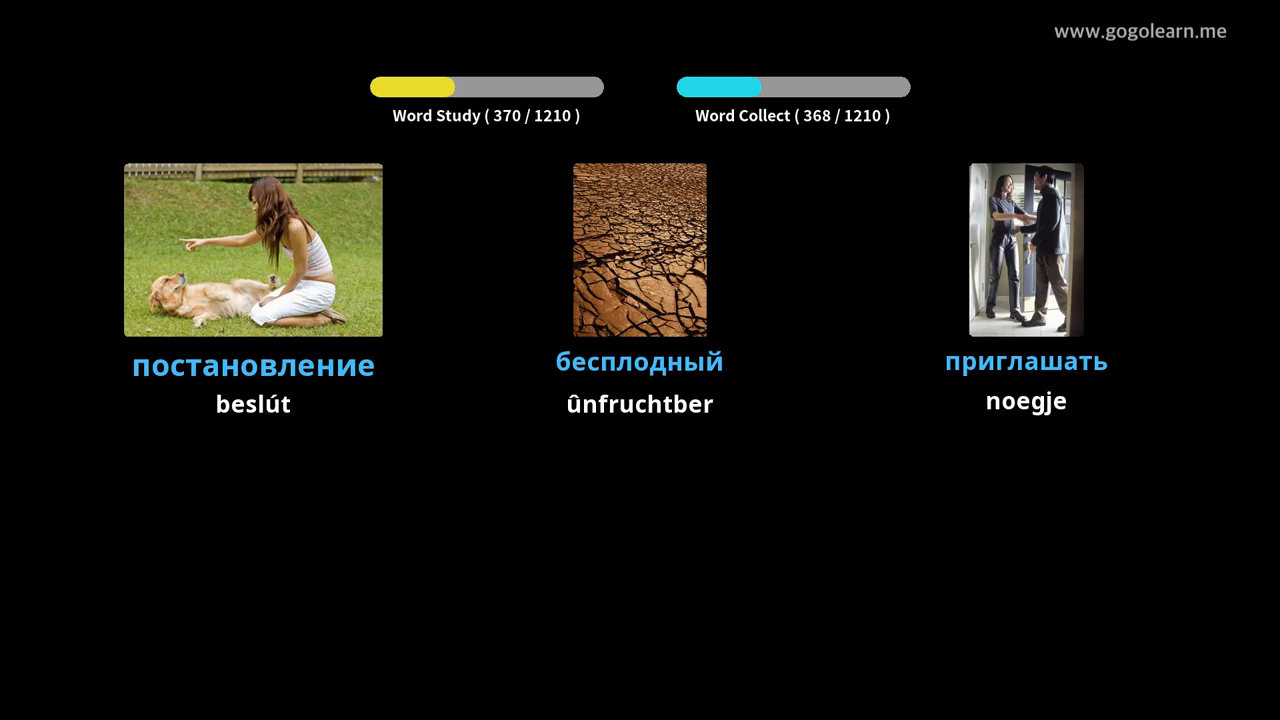 www.gogolearn.me
Word Study ( 370 / 1210 )
Word Collect ( 368 / 1210 )
постановление
beslút
бесплодный
ûnfruchtber
приглашать
noegje